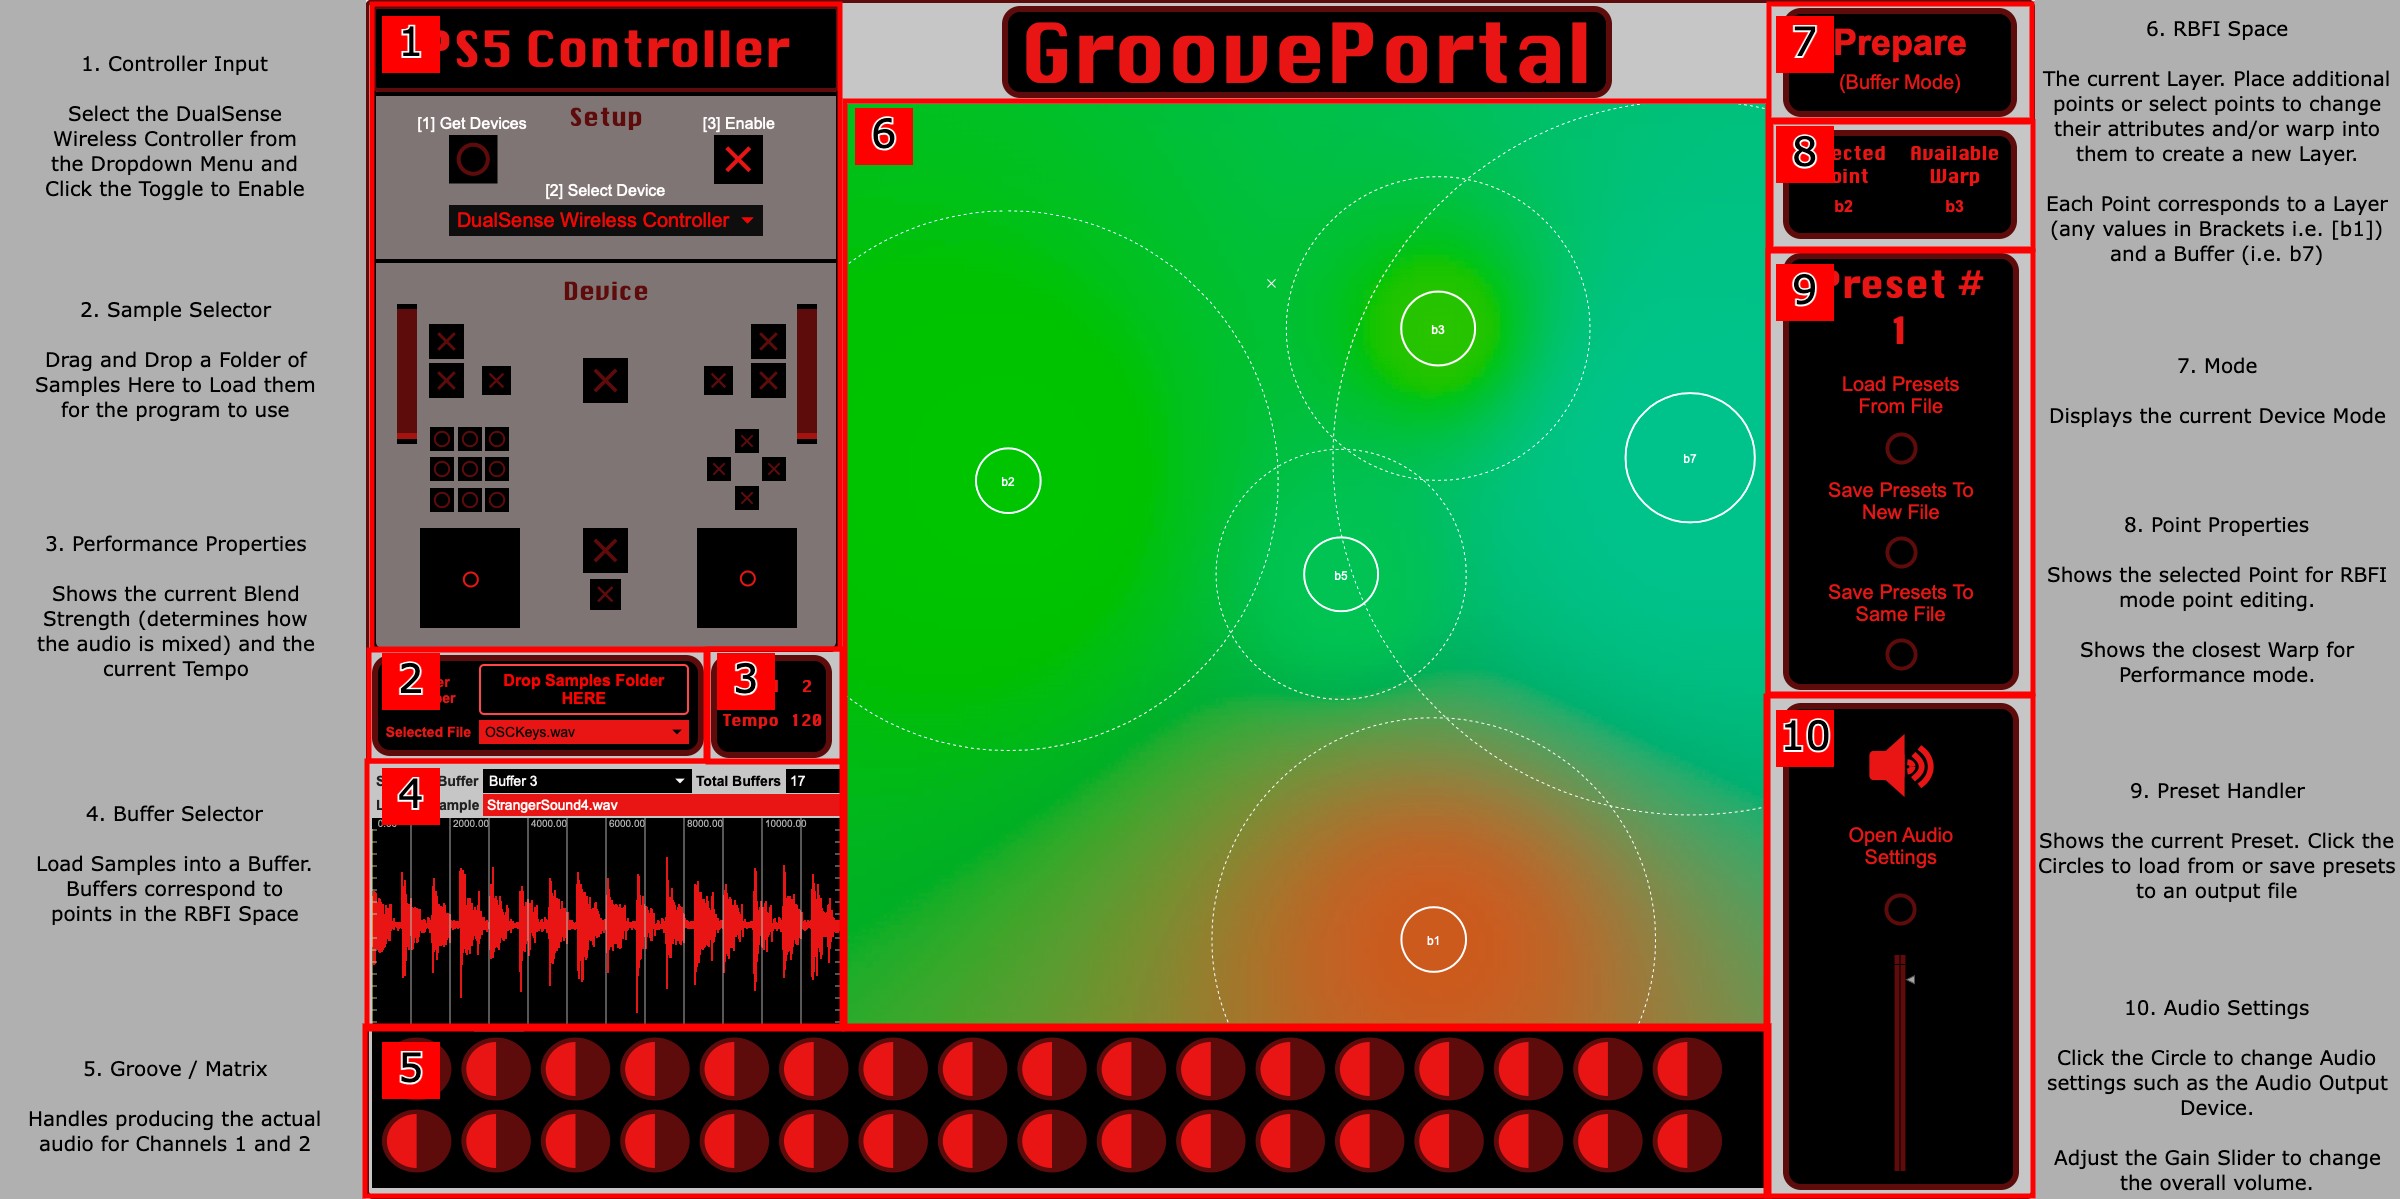 1. Controller Input
Select the DualSense
Wireless Controller from
the Dropdown Menu and
Click the Toggle to Enable
2. Sample Selector
Drag and Drop a Folder of
Samples Here to Load them
for the program to use
3. Performance Properties
Shows the current Blend
Strength (determines how
the audio is mixed) and the
current Tempo
4. Buffer Selector
Load Samples into a Buffer.
Buffers correspond to
points in the RBFI Space
5. Groove / Matrix
Handles producing the actual
audio for Channels 1 and 2
1
PS5 Controller
Setup
[1] Get Devices
[3] Enable
[2] Select Device
DualSense Wireless Controller
Device
2
Drop Samples Folder
HERE
Selected File
OSCKeys.wav
3
2
Tempo 120
4
Buffer
Buffer 3
Total Buffers
17
StrangerSound4.wav
2000.00
4000.00
6000.00
8000.00
10000.00
5
GroovePortal
6
b3
b7
b2
b5
b1
7
Prepare
(Buffer Mode)
8
Available
Warp
b2
b3
9
Preset #
1
Load Presets
From File
Save Presets To
New File
Save Presets To
Same File
10
Open Audio
Settings
6. RBFI Space
The current Layer. Place additional
points or select points to change
their attributes and/or warp into
them to create a new Layer.
Each Point corresponds to a Layer
(any values in Brackets i.e. [b1])
and a Buffer (i.e. b7)
7. Mode
Displays the current Device Mode
8. Point Properties
Shows the selected Point for RBFI
mode point editing.
Shows the closest Warp for
Performance mode.
9. Preset Handler
Shows the current Preset. Click the
Circles to load from or save presets
to an output file
10. Audio Settings
Click the Circle to change Audio
settings such as the Audio Output
Device.
Adjust the Gain Slider to change
the overall volume.